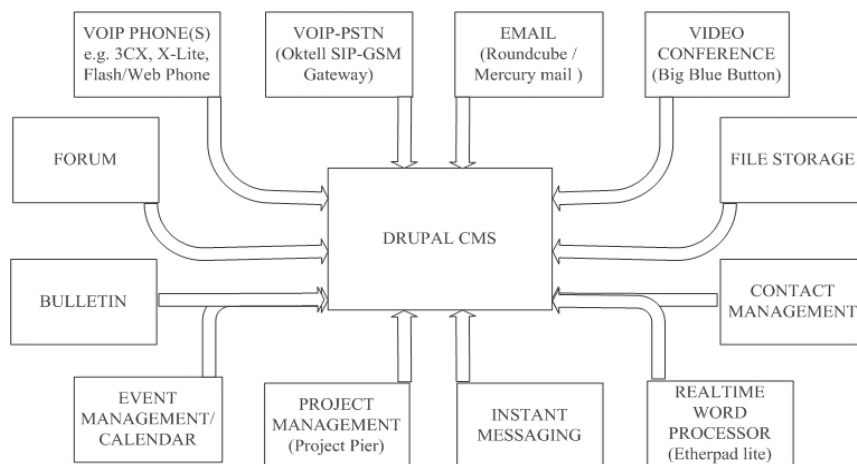 VOIP PHONE(S)
e.g. 3CX, X-Lite,
Flash/Web Phone
VOIP-PSTN
(Oktell SIP-GSM
Gateway)
EMAIL
(Roundcube /
Mercury mail )
VIDEO
CONFERENCE
(Big Blue Button)
FORUM
FILE STORAGE
DRUPAL CMS
BULLETIN
CONTACT
MANAGEMENT
EVENT
MANAGEMENT/
CALENDAR
PROJECT
MANAGEMENT
(Project Pier)
INSTANT
MESSAGING
REALTIME
WORD
PROCESSOR
(Etherpad lite)